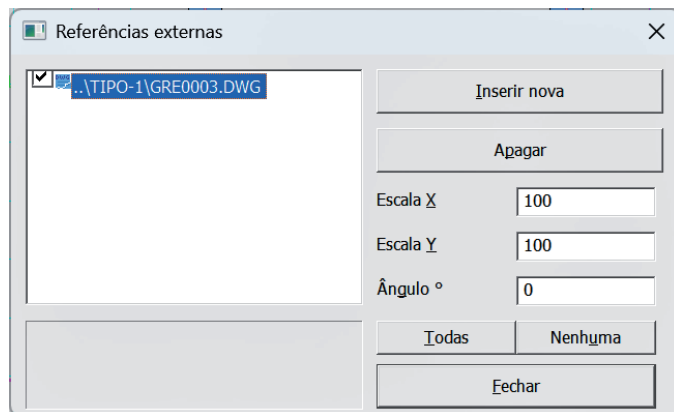 Referências externas
..\TIPO-1\GRE0003.DWG
Inserir nova
Apagar
Escala X
100
Escala Y
100
Ângulo º
0
Todas
Nenhuma
Fechar